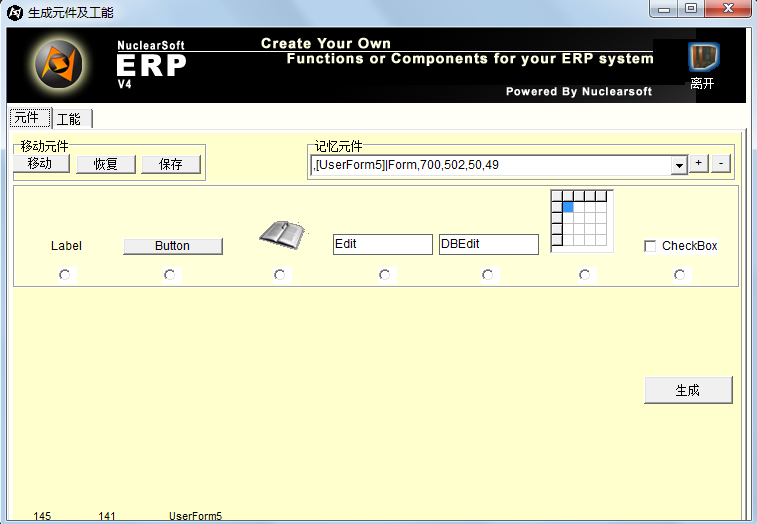 生成元件及工能
NuclearSoft
ERP
V4
Create Your Own
Functions or Components for your ERP system
Powered By Nuclearsoft
离开
元件
工能
移动元件
移动
恢复
保存
记忆元件
,[UserForm5]|Form,700,502,50,49
+
-
Label
Button
Edit
DBEdit
CheckBox
生成
145
141
UserForm5